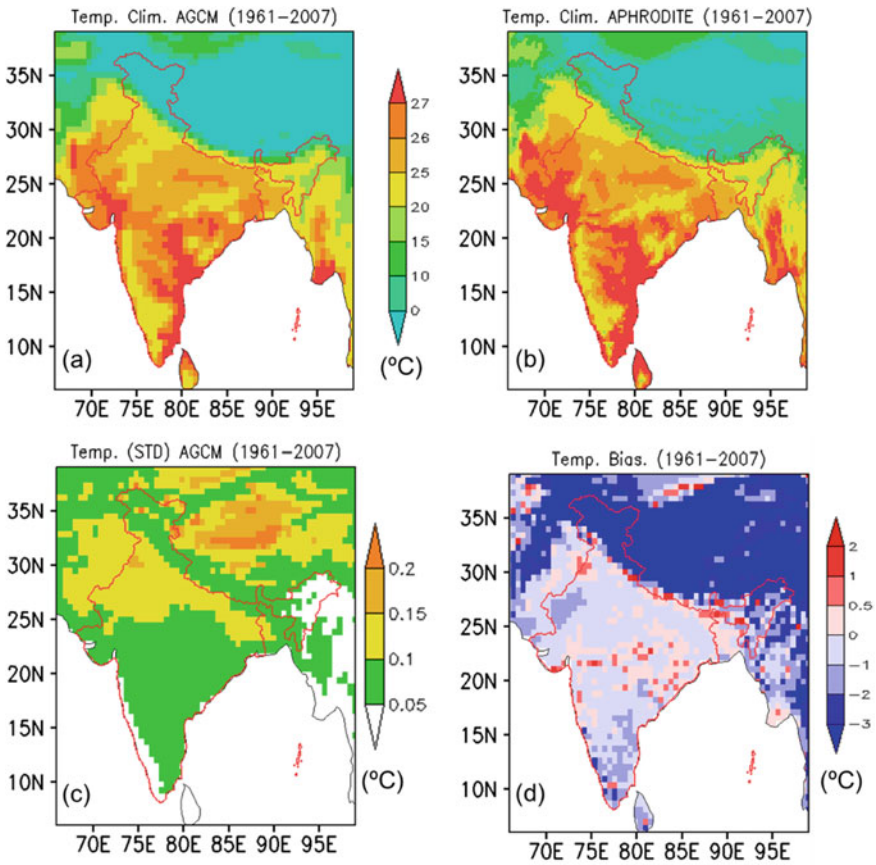 Temp. Clim. AGCM (1961-2007)
35N
30N
25N
20N
15N
10N
70E 75E 80E 85E 90E 95E
(a)
27
26
25
20
15
10
0
(ºC)
Temp. Clim. APHRODITE (1961-2007)
35N
30N
25N
20N
15N
10N
70E 75E 80E 85E 90E 95E
(b)
Temp. (STD) AGCM (1961-2007)
35N
30N
25N
20N
15N
10N
70E 75E 80E 85E 90E 95E
(c)
0.2
0.15
0.1
0.05
(ºC)
Temp. Bias. (1961-2007)
35N
30N
25N
20N
15N
10N
70E 75E 80E 85E 90E 95E
(d)
2
1
0.5
0
-1
-2
-3
(ºC)